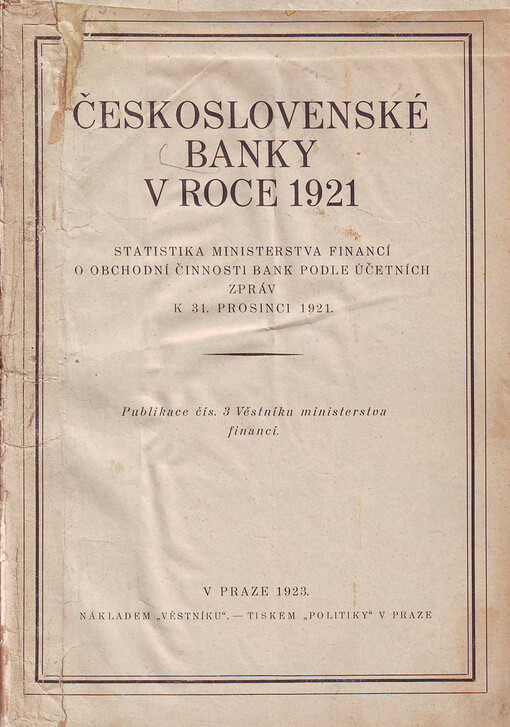 ČESKOSLOVENSKÉ
BANKY
V ROCE 1921
STATISTIKA MINISTERSTVA FINANCÍ
O OBCHODNÍ ČINNOSTI BANK PODLE ÚČETNÍCH
ZPRÁV
K 31. PROSINCI 1921.
Publikace čís. 3 Věstníku ministerstva
financí.
V PRAZE 1923.
NÁKLADEM „VĚSTNÍKU“. — TISKEM „POLITIKY“ V PRAZE